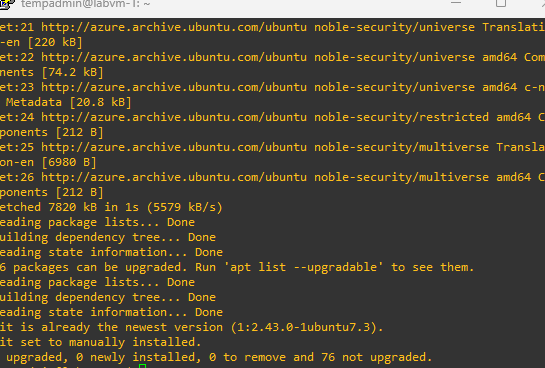 tempadmin@labvm-1: ~
et:21 http://azure.archive.ubuntu.com/ubuntu noble-security/universe Translati
-en [220 kB]
et:22 http://azure.archive.ubuntu.com/ubuntu noble-security/universe amd64 Com
nents [74.2 kB]
et:23 http://azure.archive.ubuntu.com/ubuntu noble-security/universe amd64 c-n
 Metadata [20.8 kB]
et:24 http://azure.archive.ubuntu.com/ubuntu noble-security/restricted amd64 C
ponents [212 B]
et:25 http://azure.archive.ubuntu.com/ubuntu noble-security/multiverse Transla
on-en [6980 B]
et:26 http://azure.archive.ubuntu.com/ubuntu noble-security/multiverse amd64 C
ponents [212 B]
etched 7820 kB in 1s (5579 kB/s)
eading package lists... Done
uilding dependency tree... Done
eading state information... Done
6 packages can be upgraded. Run 'apt list --upgradable' to see them.
eading package lists... Done
uilding dependency tree... Done
eading state information... Done
it is already the newest version (1:2.43.0-1ubuntu7.3).
it set to manually installed.
 upgraded, 0 newly installed, 0 to remove and 76 not upgraded.